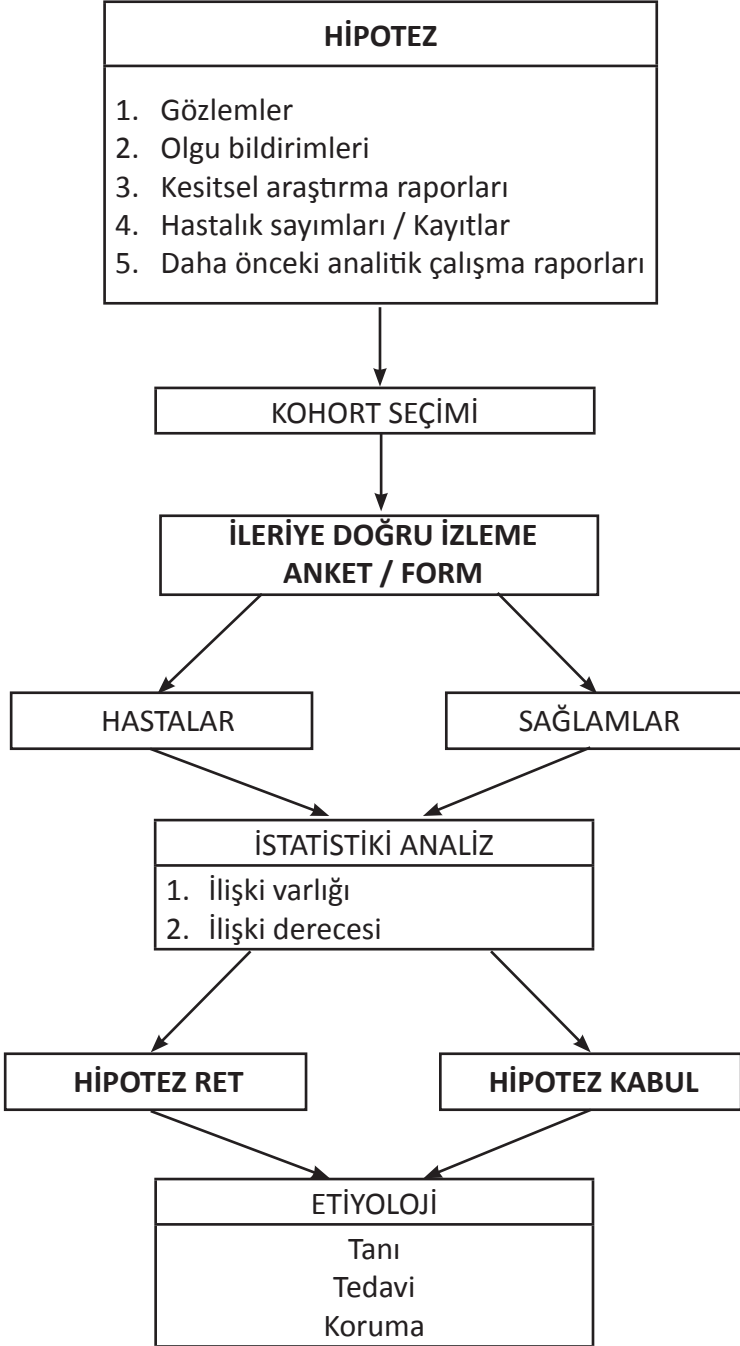 HİPOTEZ
1. Gözlemler
2. Olgu bildirimleri
3. Kesitsel araştırma raporları
4. Hastalık sayımları / Kayıtlar
5. Daha önceki analitik çalışma raporları
KOHORT SEÇİMİ
İLERİYE DOĞRU İZLEME
ANKET / FORM
HASTALAR
SAĞLAMLAR
İSTATİSTİKİ ANALİZ
1. İlişki varlığı
2. İlişki derecesi
HİPOTEZ RET
HİPOTEZ KABUL
ETİYOLOJİ
Tanı
Tedavi
Koruma